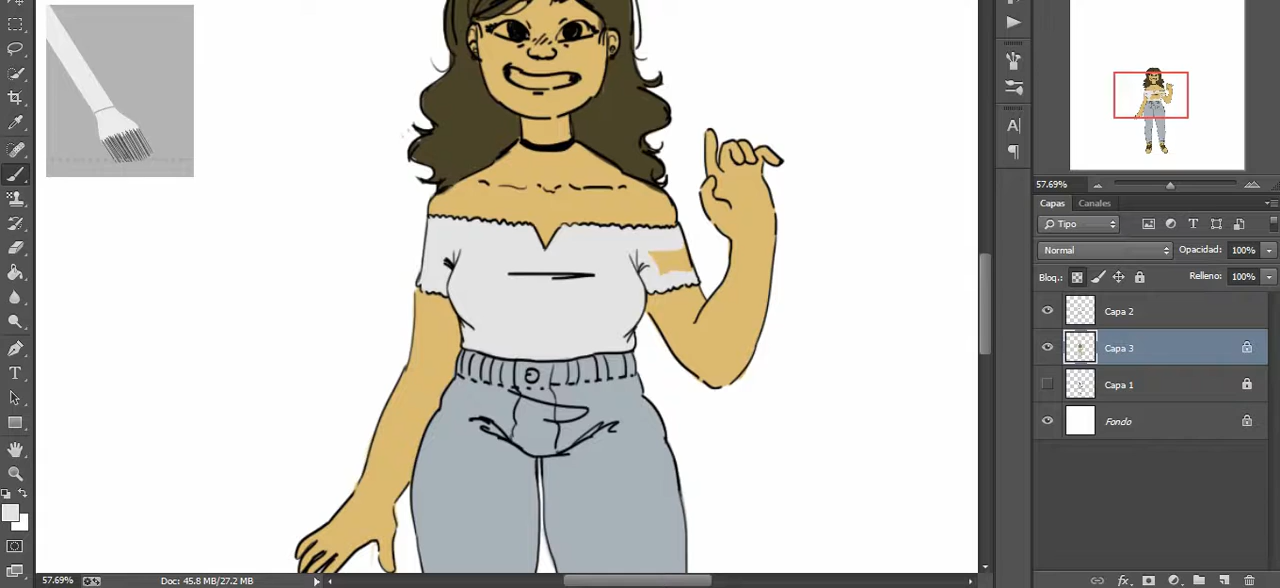 57.69%
Capas Canales
Tipo
Normal Opacidad: 100%
Bloq.: Relleno: 100%
Capa 2
Capa 3
Capa 1
Fondo
57.69% Doc: 45.8 MB/27.2 MB